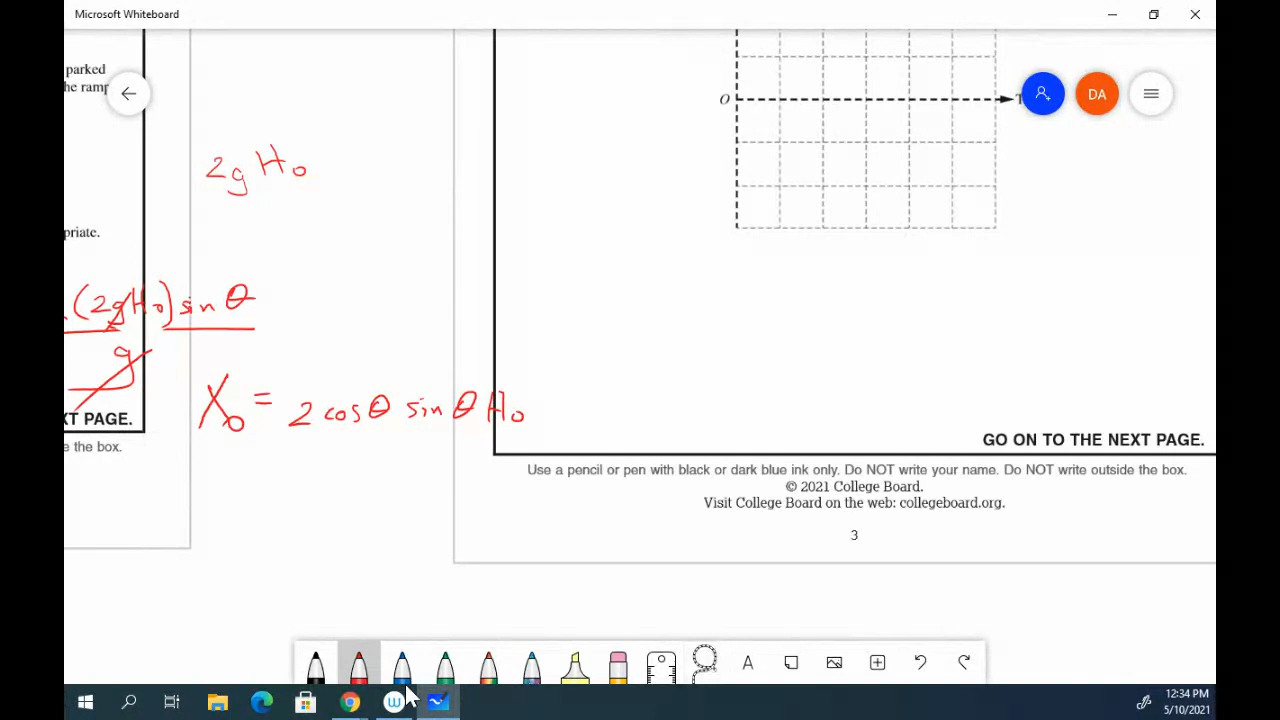 Microsoft Whiteboard
parked
he ramp
O
DA
2gH₀
priate.
(2gH₀) sin θ
g
X₀ = 2 cosθ sinθ H₀
XT PAGE.
e the box.
GO ON TO THE NEXT PAGE.
Use a pencil or pen with black or dark blue ink only. Do NOT write your name. Do NOT write outside the box.
© 2021 College Board.
Visit College Board on the web: collegeboard.org.
3
A
W
12:34 PM
5/10/2021